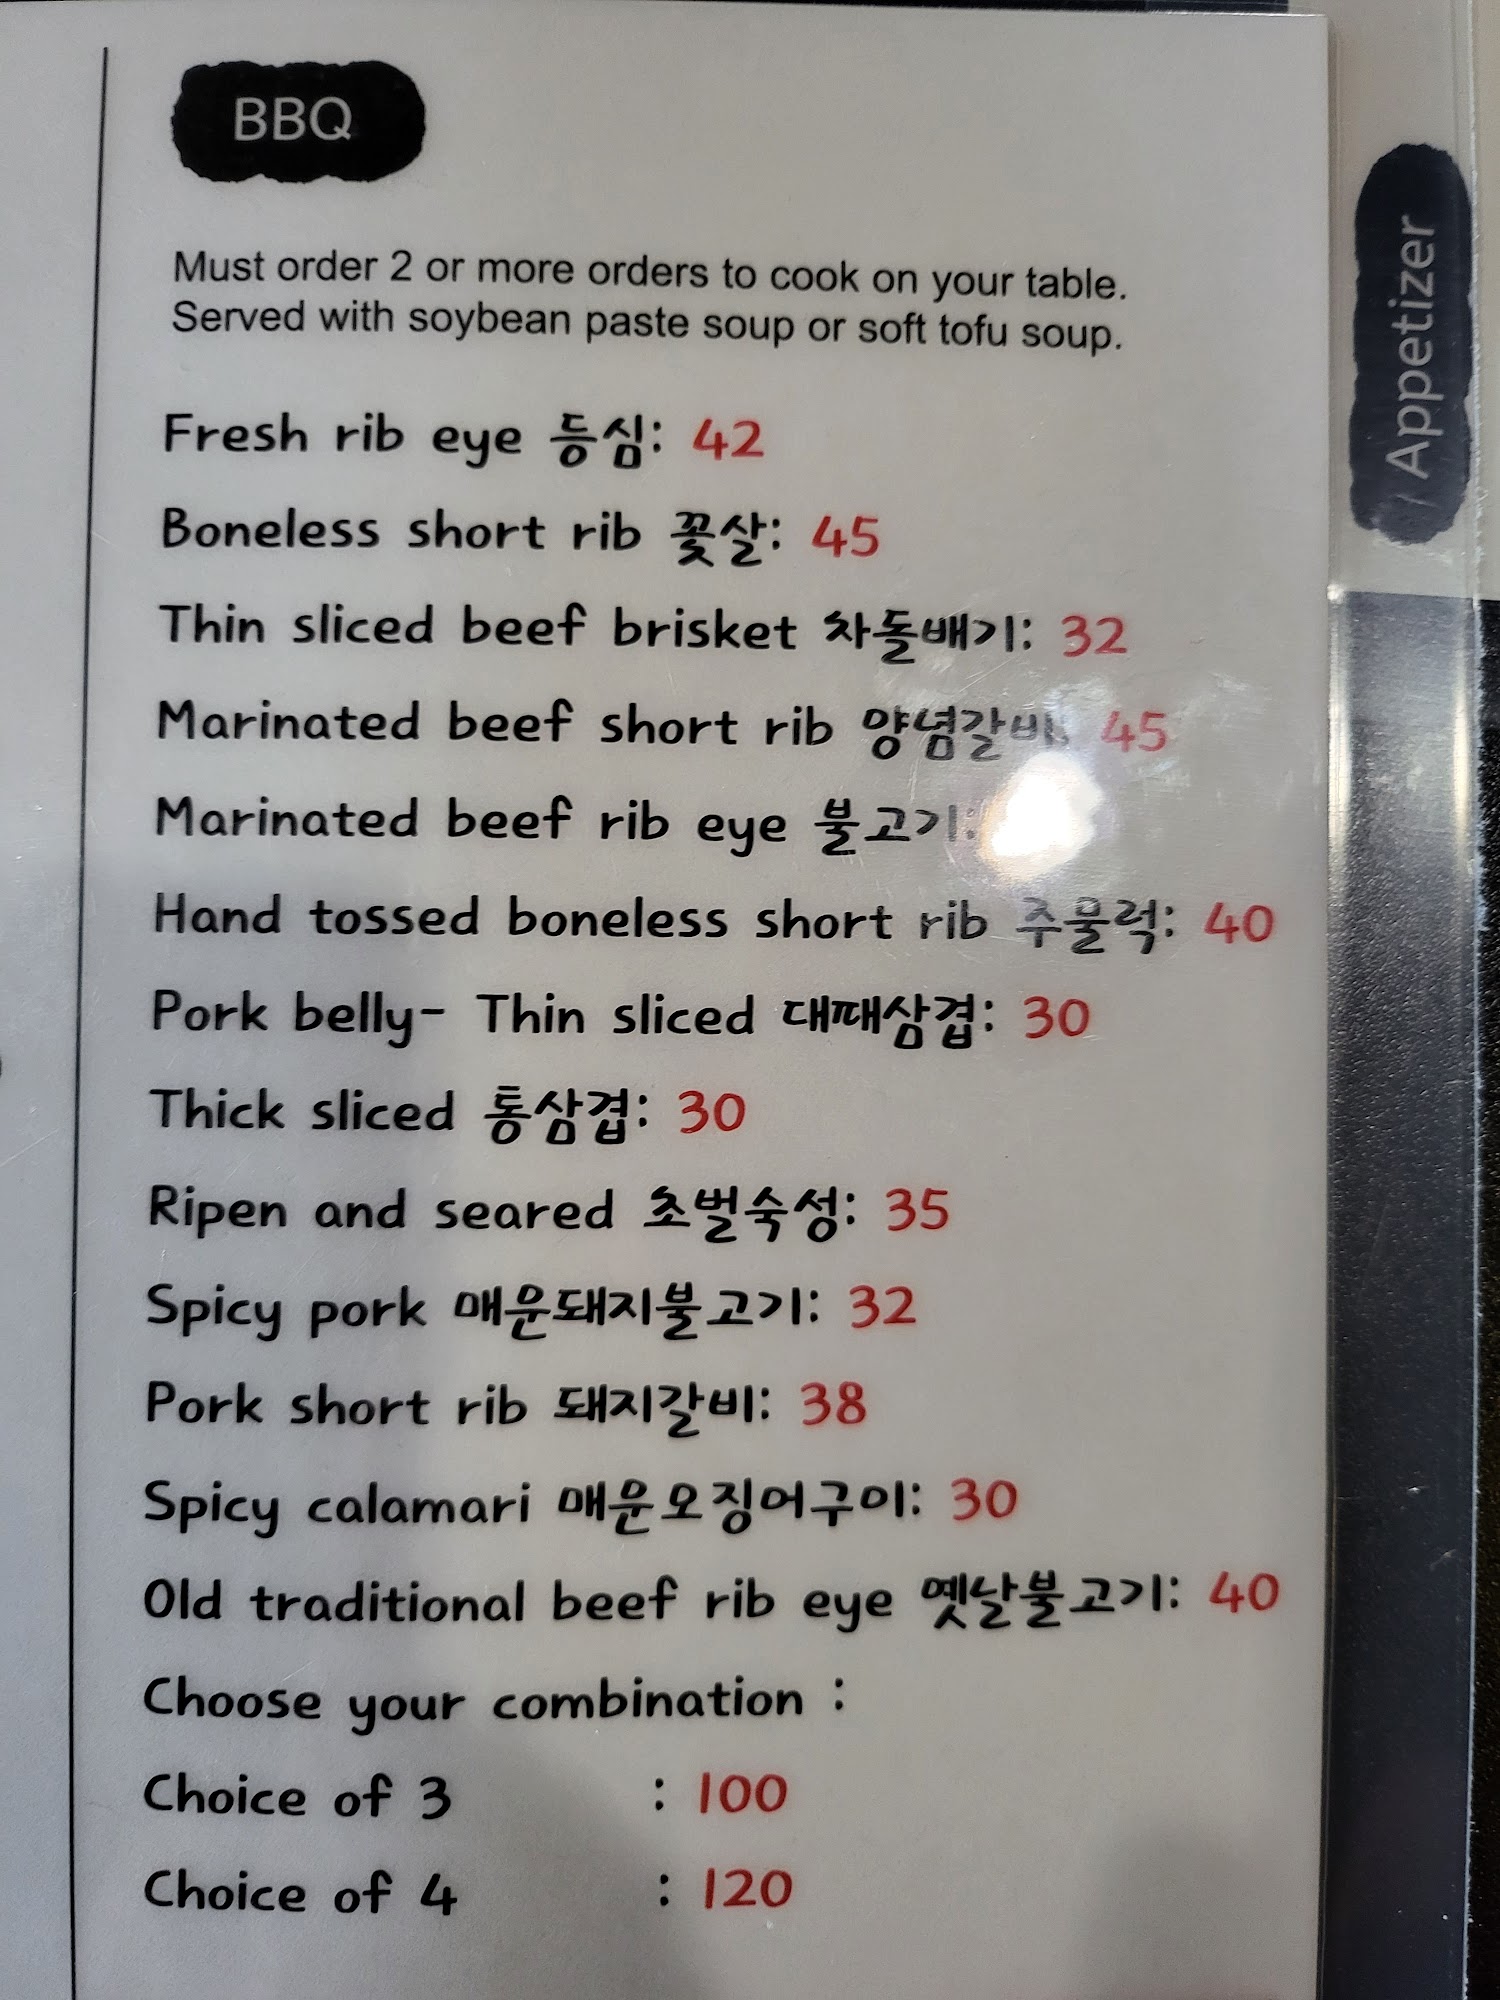 BBQ
Must order 2 or more orders to cook on your table.
Served with soybean paste soup or soft tofu soup.
Fresh rib eye 등심: 42
Boneless short rib 꽃살: 45
Thin sliced beef brisket 차돌배기: 32
Marinated beef short rib 양념갈비: 45
Marinated beef rib eye 불고기:
Hand tossed boneless short rib 주물럭: 40
Pork belly- Thin sliced 대패삼겹: 30
Thick sliced 통삼겹: 30
Ripen and seared 초벌숙성: 35
Spicy pork 매운돼지불고기: 32
Pork short rib 돼지갈비: 38
Spicy calamari 매운오징어구이: 30
Old traditional beef rib eye 옛날불고기: 40
Choose your combination :
Choice of 3 : 100
Choice of 4 : 120
/ Appetizer